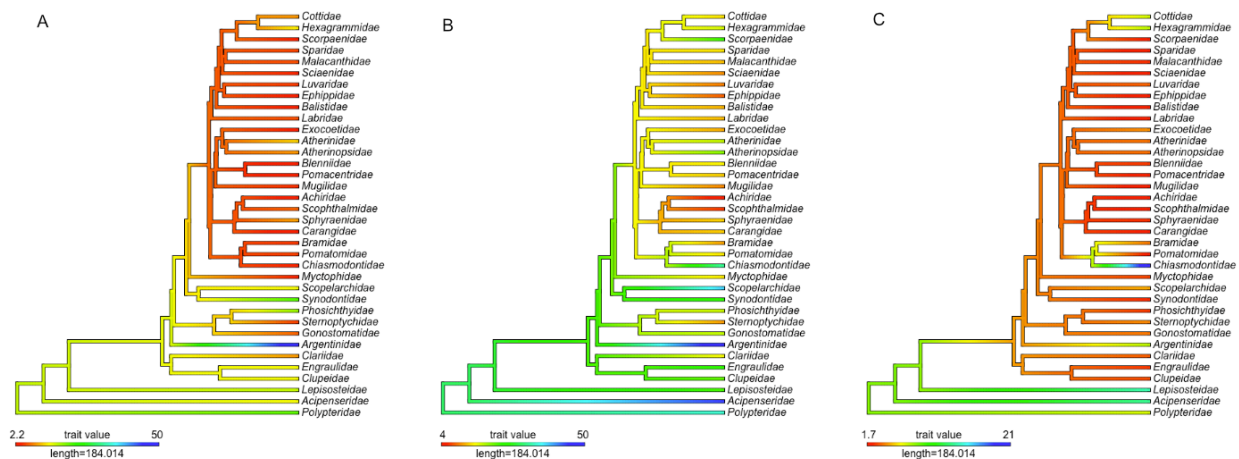 A
Cottidae
Hexagrammidae
Scorpaenidae
Sparidae
Malacanthidae
Sciaenidae
Luvaridae
Ephippidae
Balistidae
Labridae
Exocoetidae
Atherinidae
Atherinopsidae
Blenniidae
Pomacentridae
Mugilidae
Achiridae
Scophthalmidae
Sphyraenidae
Carangidae
Bramidae
Pomatomidae
Chiasmodontidae
Myctophidae
Scopelarchidae
Synodontidae
Phosichthyidae
Sternoptychidae
Gonostomatidae
Argentinidae
Clariidae
Engraulidae
Clupeidae
Lepisosteidae
Acipenseridae
Polypteridae
2.2 trait value 50
length=184.014
B
Cottidae
Hexagrammidae
Scorpaenidae
Sparidae
Malacanthidae
Sciaenidae
Luvaridae
Ephippidae
Balistidae
Labridae
Exocoetidae
Atherinidae
Atherinopsidae
Blenniidae
Pomacentridae
Mugilidae
Achiridae
Scophthalmidae
Sphyraenidae
Carangidae
Bramidae
Pomatomidae
Chiasmodontidae
Myctophidae
Scopelarchidae
Synodontidae
Phosichthyidae
Sternoptychidae
Gonostomatidae
Argentinidae
Clariidae
Engraulidae
Clupeidae
Lepisosteidae
Acipenseridae
Polypteridae
4 trait value 50
length=184.014
C
Cottidae
Hexagrammidae
Scorpaenidae
Sparidae
Malacanthidae
Sciaenidae
Luvaridae
Ephippidae
Balistidae
Labridae
Exocoetidae
Atherinidae
Atherinopsidae
Blenniidae
Pomacentridae
Mugilidae
Achiridae
Scophthalmidae
Sphyraenidae
Carangidae
Bramidae
Pomatomidae
Chiasmodontidae
Myctophidae
Scopelarchidae
Synodontidae
Phosichthyidae
Sternoptychidae
Gonostomatidae
Argentinidae
Clariidae
Engraulidae
Clupeidae
Lepisosteidae
Acipenseridae
Polypteridae
1.7 trait value 21
length=184.014